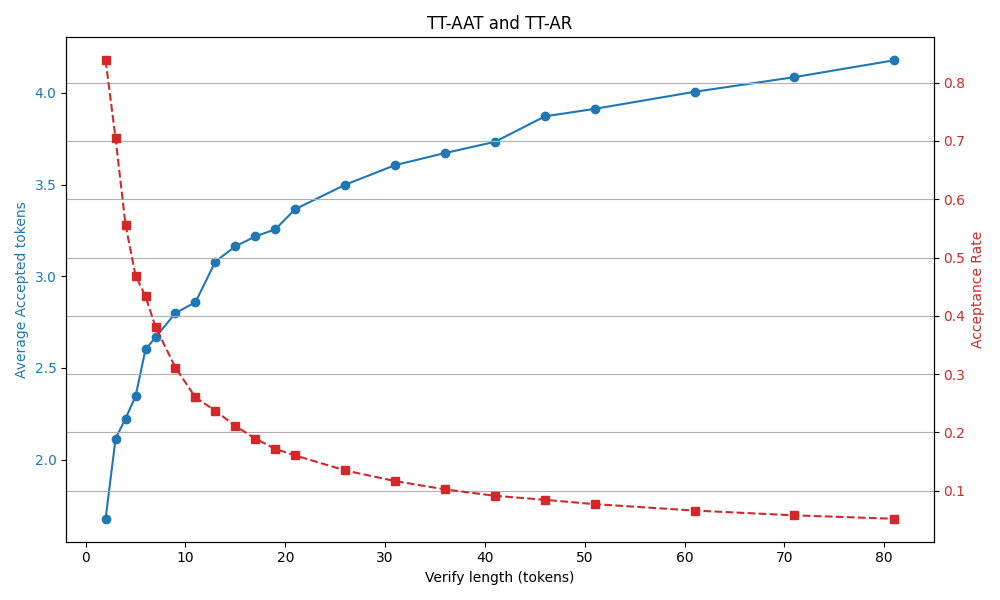 TT-AAT and TT-AR
Average Accepted tokens
4.0
3.5
3.0
2.5
2.0
0.8
0.7
0.6
0.5
0.4
0.3
0.2
0.1
Acceptance Rate
0 10 20 30 40 50 60 70 80
Verify length (tokens)